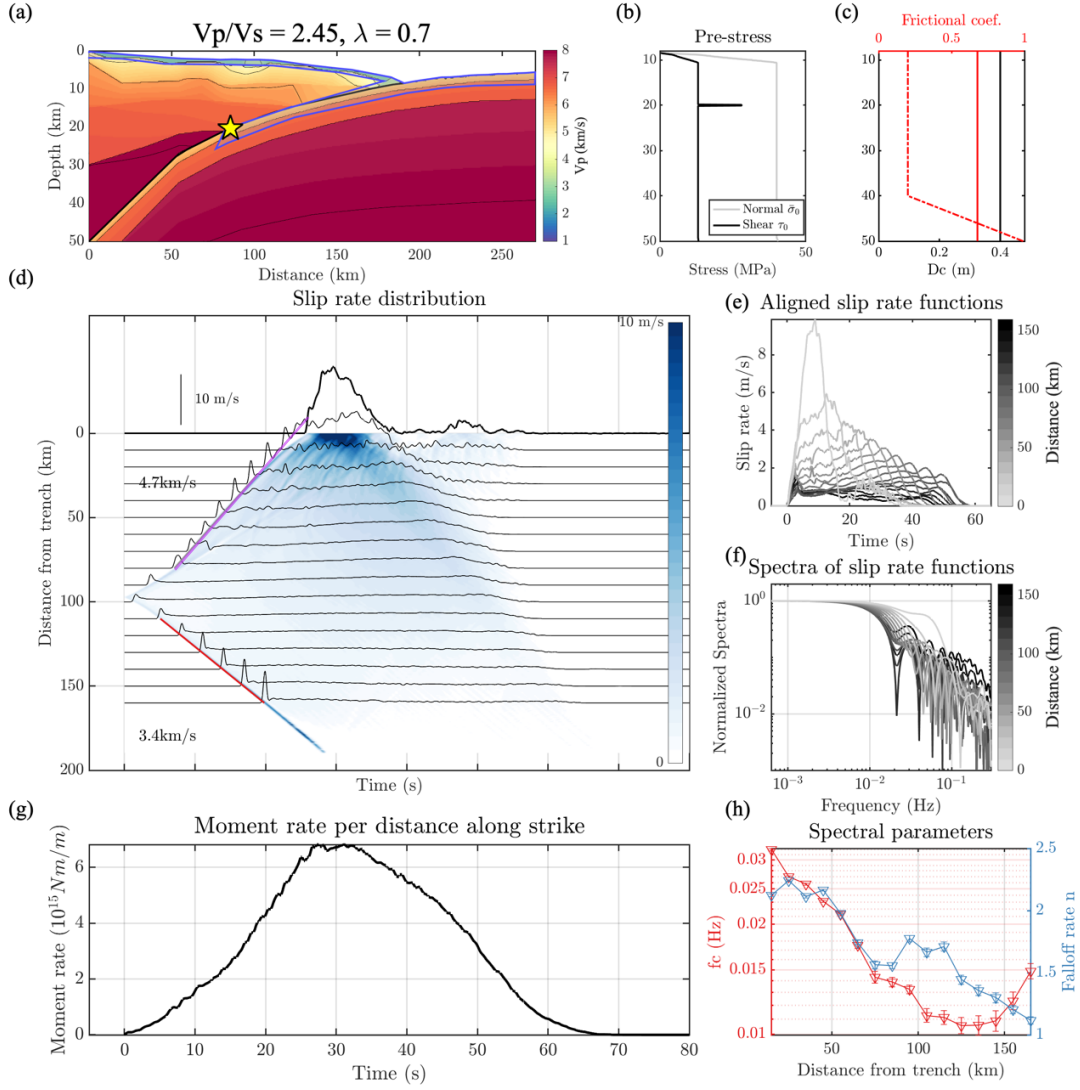 (a)
Vp/Vs = 2.45, λ = 0.7
0
10
20
30
40
50
Depth (km)
0
50
100
150
200
250
Distance (km)
8
7
6
5
4
3
2
1
Vp (km/s)
(b)
Pre-stress
10
20
30
40
50
Normal σ̄₀
Shear τ₀
0
50
Stress (MPa)
(c)
Frictional coef.
0
0.5
1
10
20
30
40
50
0
0.2
0.4
Dc (m)
(d)
Slip rate distribution
10 m/s
10 m/s
0
50
100
150
200
Distance from trench (km)
4.7km/s
3.4km/s
0
Time (s)
(e)
Aligned slip rate functions
8
6
4
2
0
Slip rate (m/s)
0
20
40
60
Time (s)
150
100
50
0
Distance (km)
(f)
Spectra of slip rate functions
10⁰
10⁻²
Normalized Spectra
10⁻³
10⁻²
10⁻¹
Frequency (Hz)
150
100
50
0
Distance (km)
(g)
Moment rate per distance along strike
6
4
2
0
Moment rate (10¹⁵Nm/m)
0
10
20
30
40
50
60
70
80
Time (s)
(h)
Spectral parameters
0.03
0.025
0.02
0.015
0.01
fc (Hz)
2.5
2
1.5
1
Falloff rate n
50
100
150
Distance from trench (km)